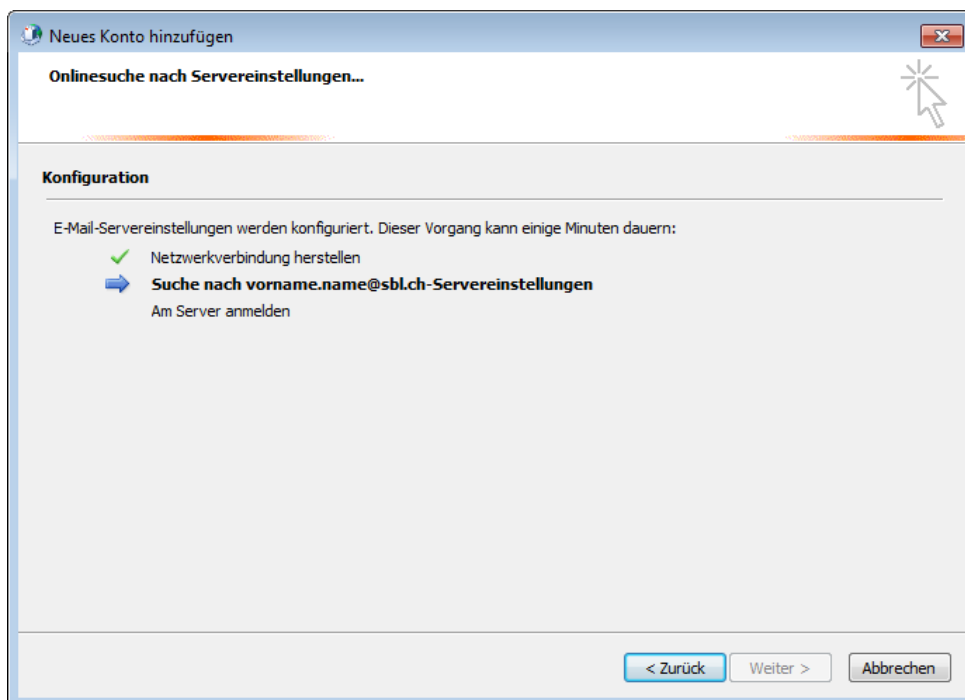 Neues Konto hinzufügen
Onlinesuche nach Servereinstellungen...
Konfiguration
E-Mail-Servereinstellungen werden konfiguriert. Dieser Vorgang kann einige Minuten dauern:
Netzwerkverbindung herstellen
Suche nach vorname.name@sbl.ch-Servereinstellungen
Am Server anmelden
< Zurück Weiter > Abbrechen